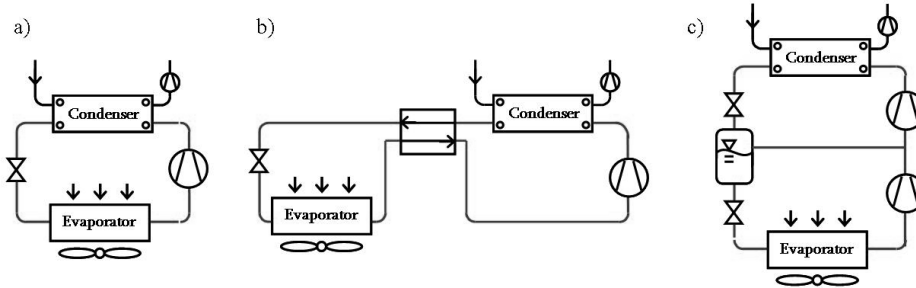 a)
Condenser
Evaporator
b)
Condenser
Evaporator
c)
Condenser
Evaporator